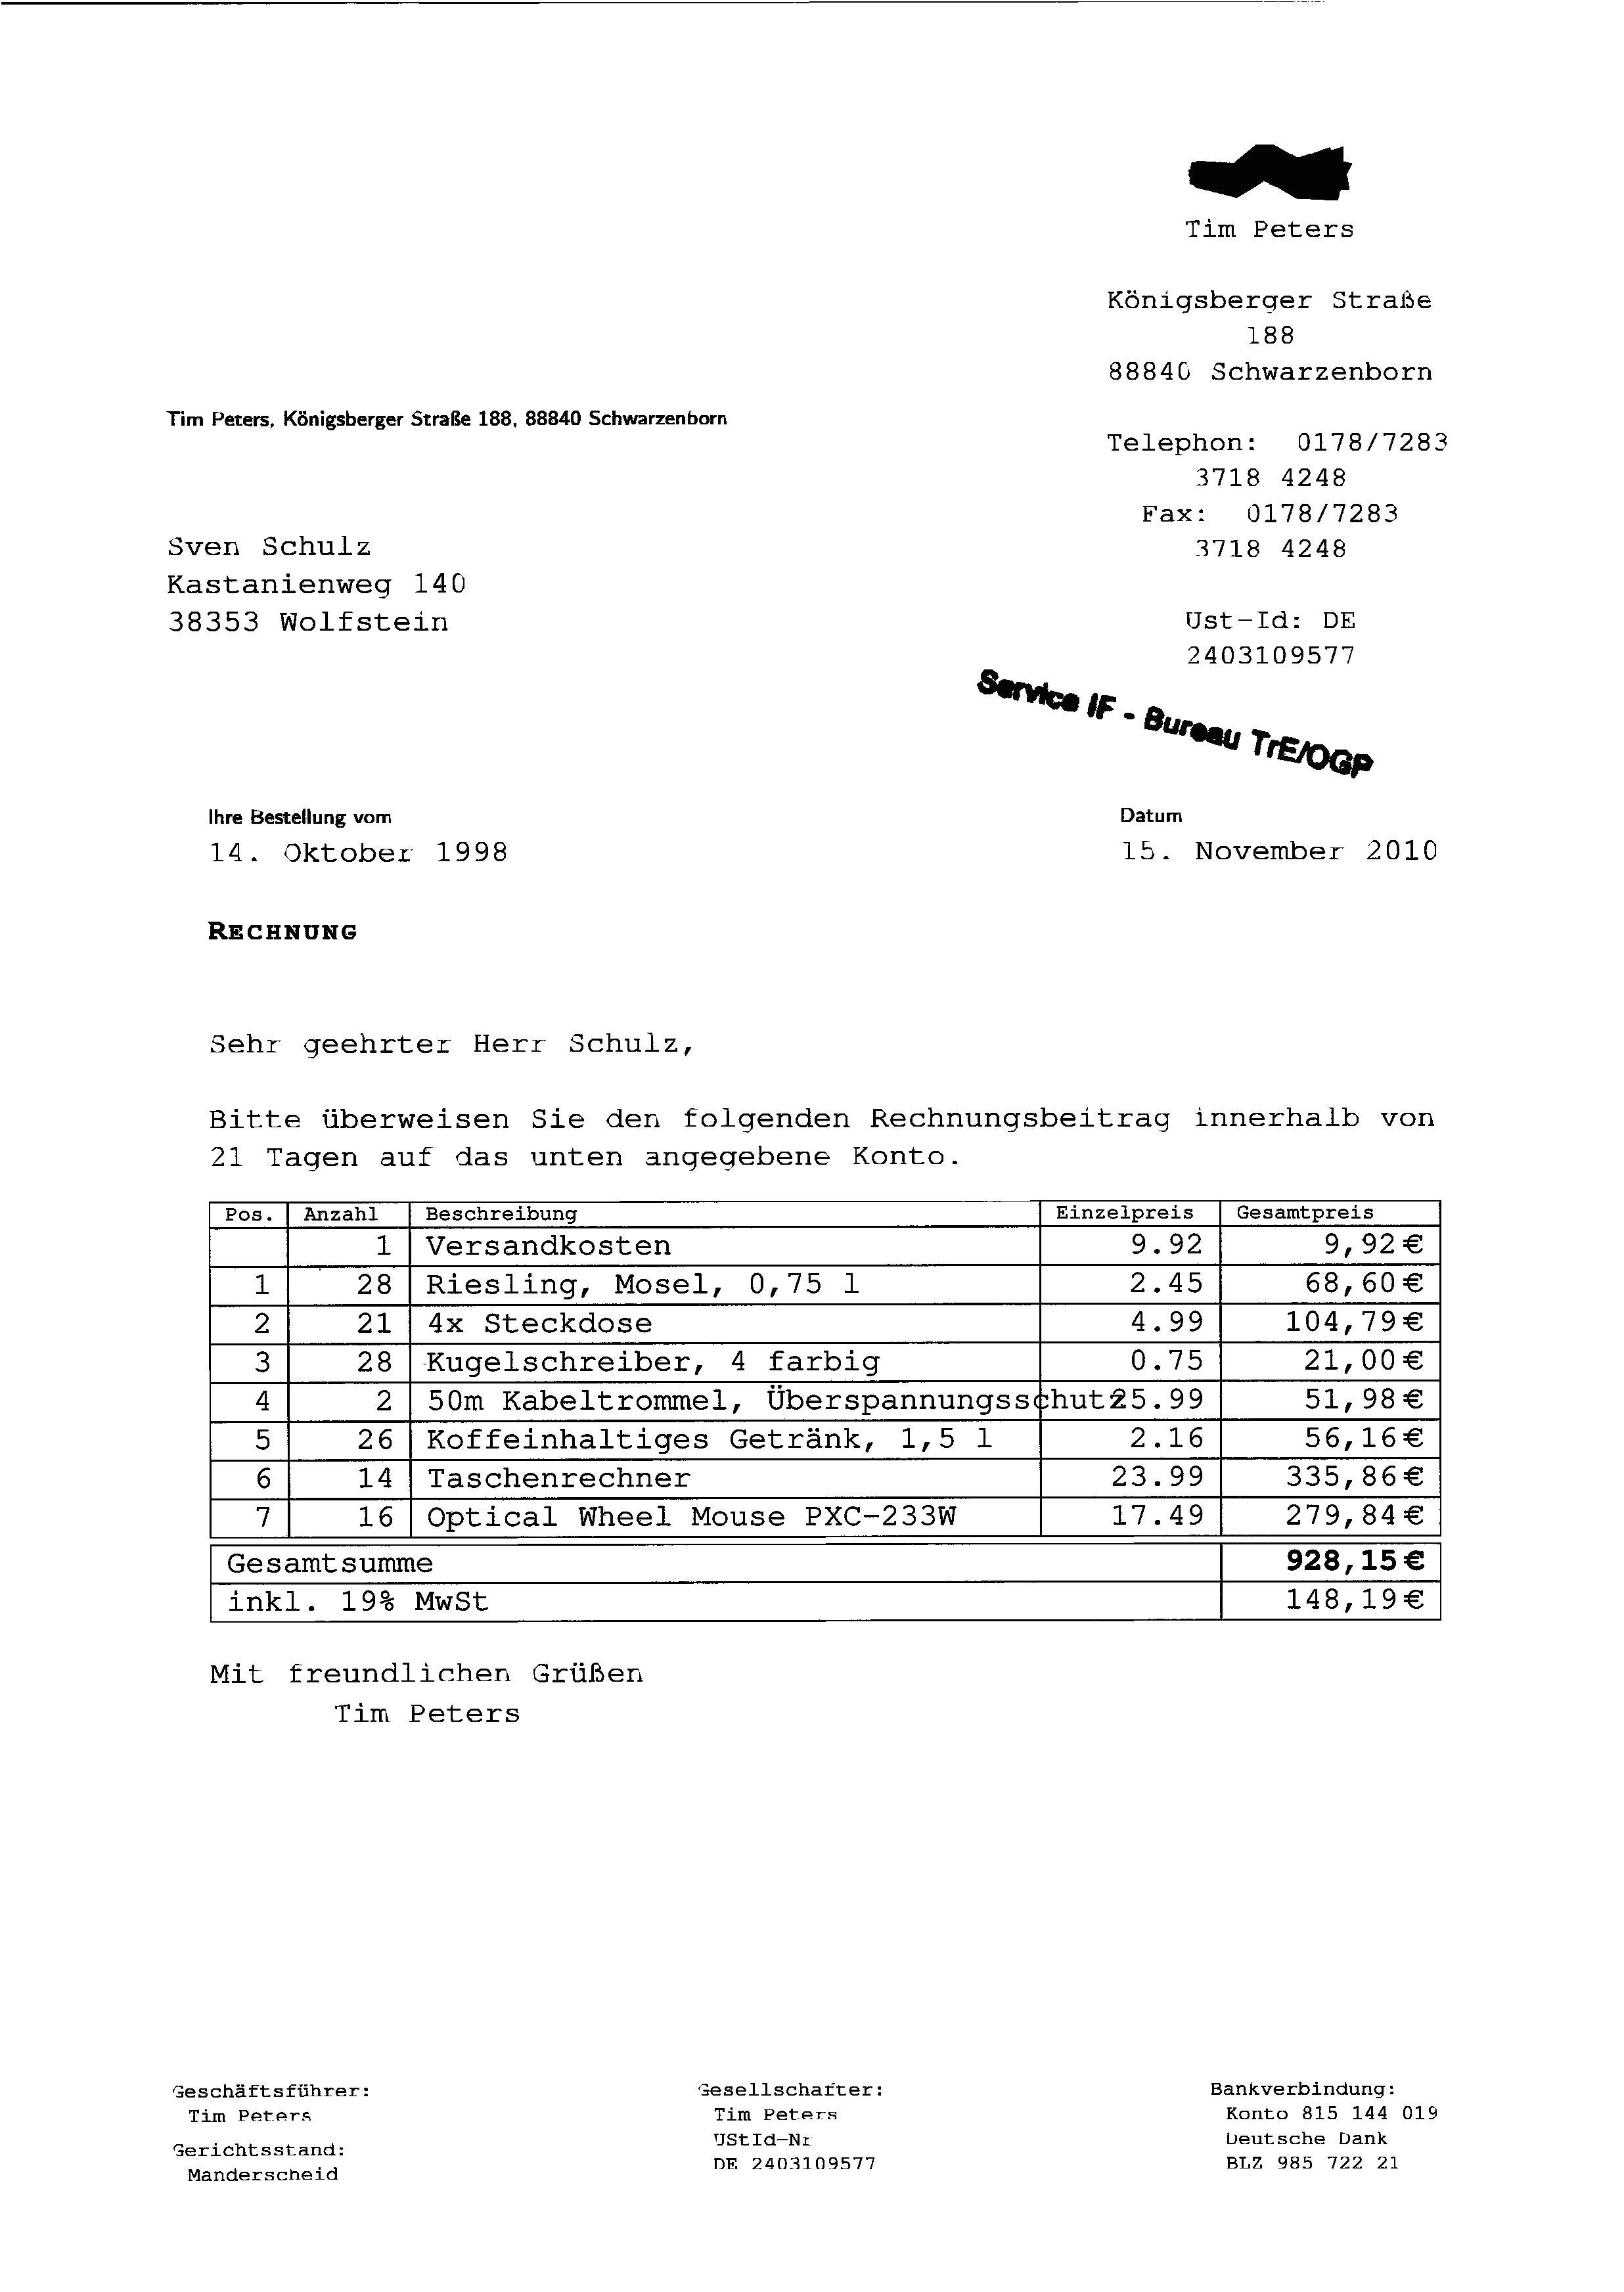 Tim Peters
Königsberger Straße
188
88840 Schwarzenborn
Tim Peters, Königsberger Straße 188, 88840 Schwarzenborn
Telephon: 0178/7283
3718 4248
Fax: 0178/7283
3718 4248
Sven Schulz
Kastanienweg 140
38353 Wolfstein
Ust-Id: DE
2403109577
Service IF - Bureau TrE/OGP
Ihre Bestellung vom Datum
14. Oktober 1998 15. November 2010
RECHNUNG
Sehr geehrter Herr Schulz,
Bitte überweisen Sie den folgenden Rechnungsbeitrag innerhalb von
21 Tagen auf das unten angegebene Konto.
Pos. Anzahl Beschreibung Einzelpreis Gesamtpreis
1 Versandkosten 9.92 9,92€
1 28 Riesling, Mosel, 0,75 l 2.45 68,60€
2 21 4x Steckdose 4.99 104,79€
3 28 Kugelschreiber, 4 farbig 0.75 21,00€
4 2 50m Kabeltrommel, Überspannungsschutz 25.99 51,98€
5 26 Koffeinhaltiges Getränk, 1,5 l 2.16 56,16€
6 14 Taschenrechner 23.99 335,86€
7 16 Optical Wheel Mouse PXC-233W 17.49 279,84€
Gesamtsumme 928,15€
inkl. 19% MwSt 148,19€
Mit freundlichen Grüßen
Tim Peters
Geschäftsführer:
Tim Peters
Gerichtsstand:
Manderscheid
Gesellschafter:
Tim Peters
UStId-Nr
DE 2403109577
Bankverbindung:
Konto 815 144 019
Deutsche Dank
BLZ 985 722 21